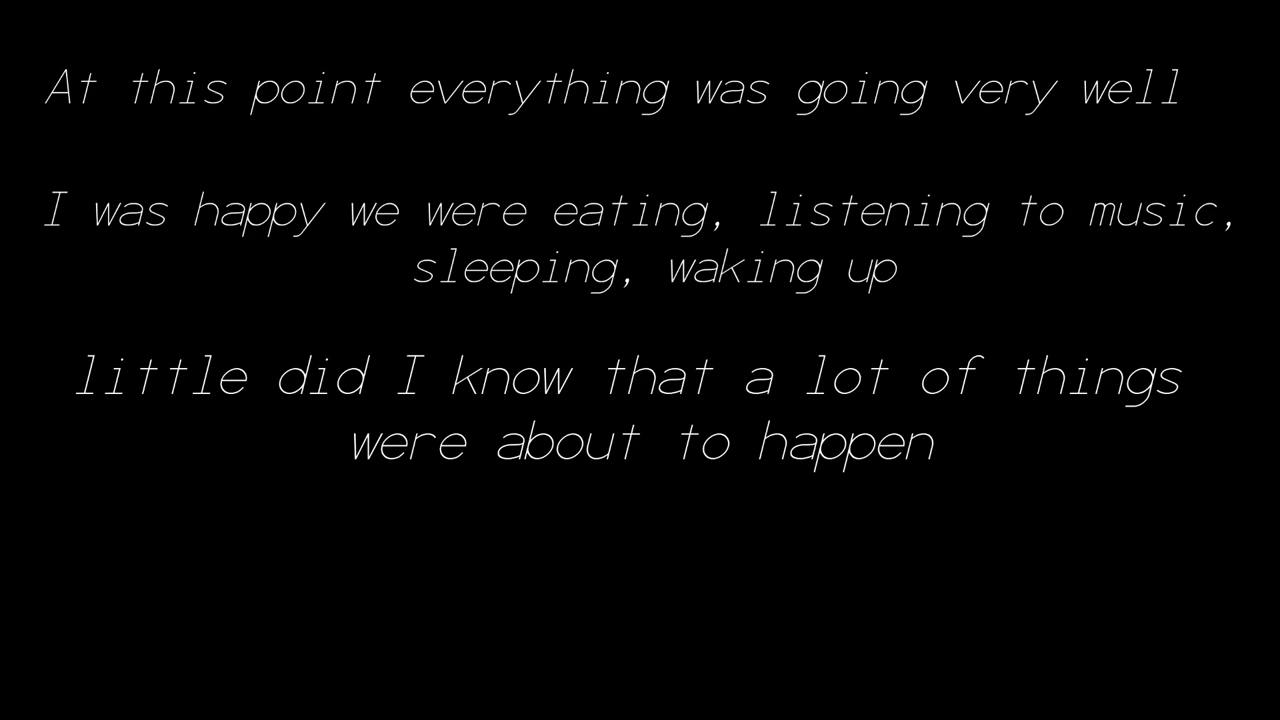 At this point everything was going very well
I was happy we were eating, listening to music,
sleeping, waking up
little did I know that a lot of things
were about to happen